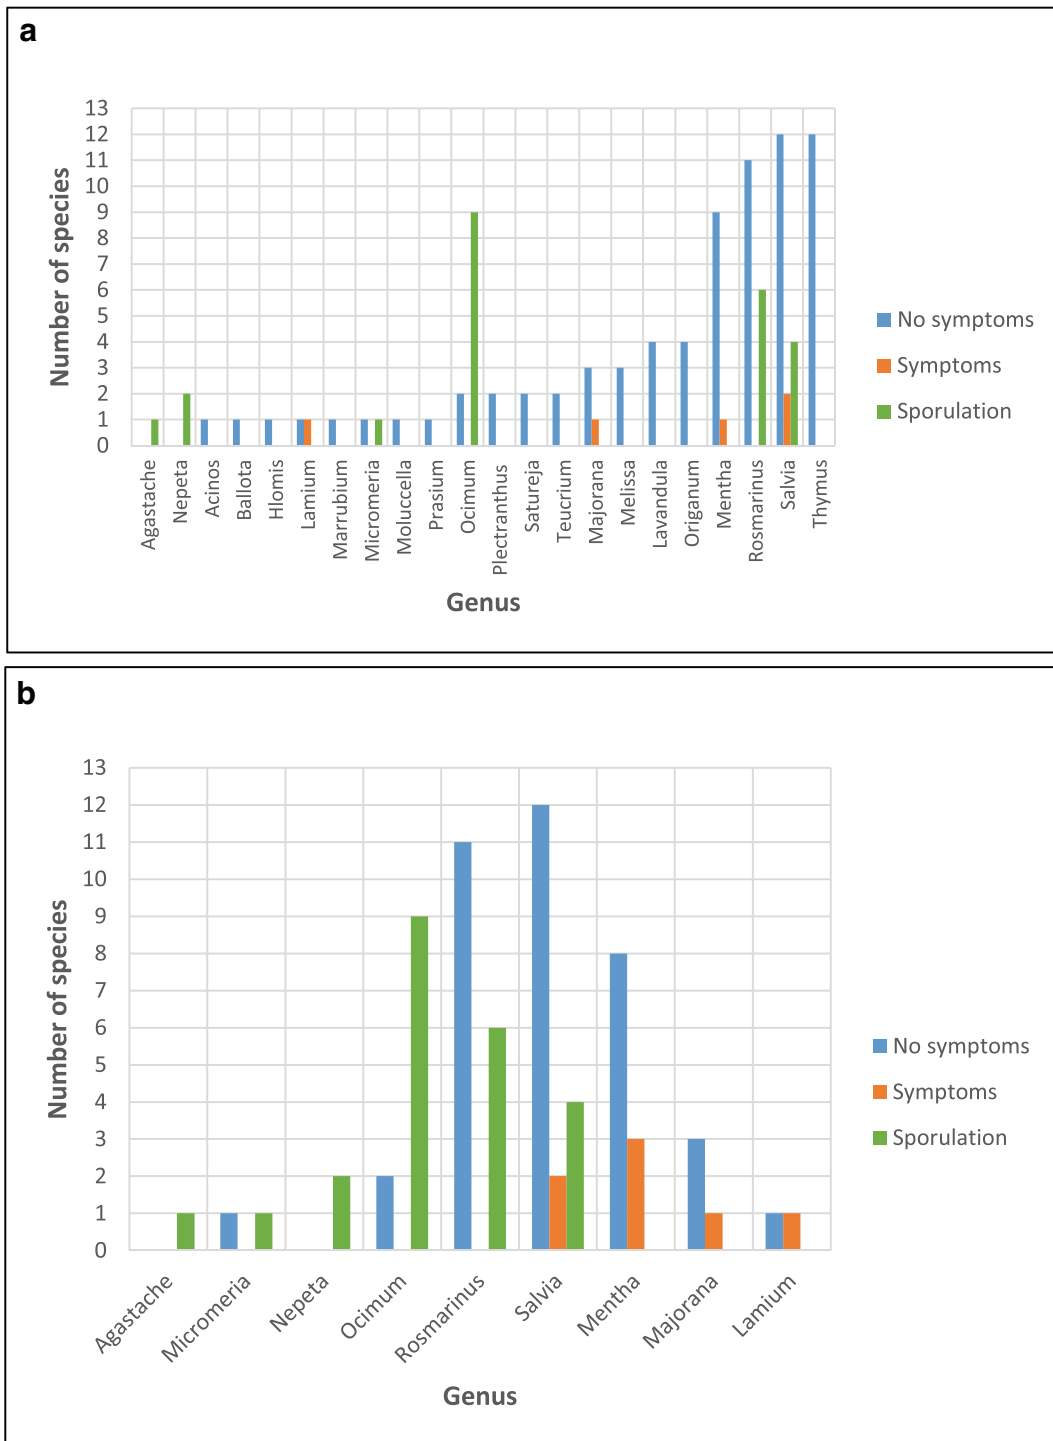 a
13
12
11
10
9
8
7
6
5
4
3
2
1
0
Number of species
Agastache
Nepeta
Acinos
Ballota
Hlomis
Lamium
Marrubium
Micromeria
Moluccella
Prasium
Ocimum
Plectranthus
Satureja
Teucrium
Majorana
Melissa
Lavandula
Origanum
Mentha
Rosmarinus
Salvia
Thymus
Genus
No symptoms
Symptoms
Sporulation
b
13
12
11
10
9
8
7
6
5
4
3
2
1
0
Number of species
Agastache
Micromeria
Nepeta
Ocimum
Rosmarinus
Salvia
Mentha
Majorana
Lamium
Genus
No symptoms
Symptoms
Sporulation